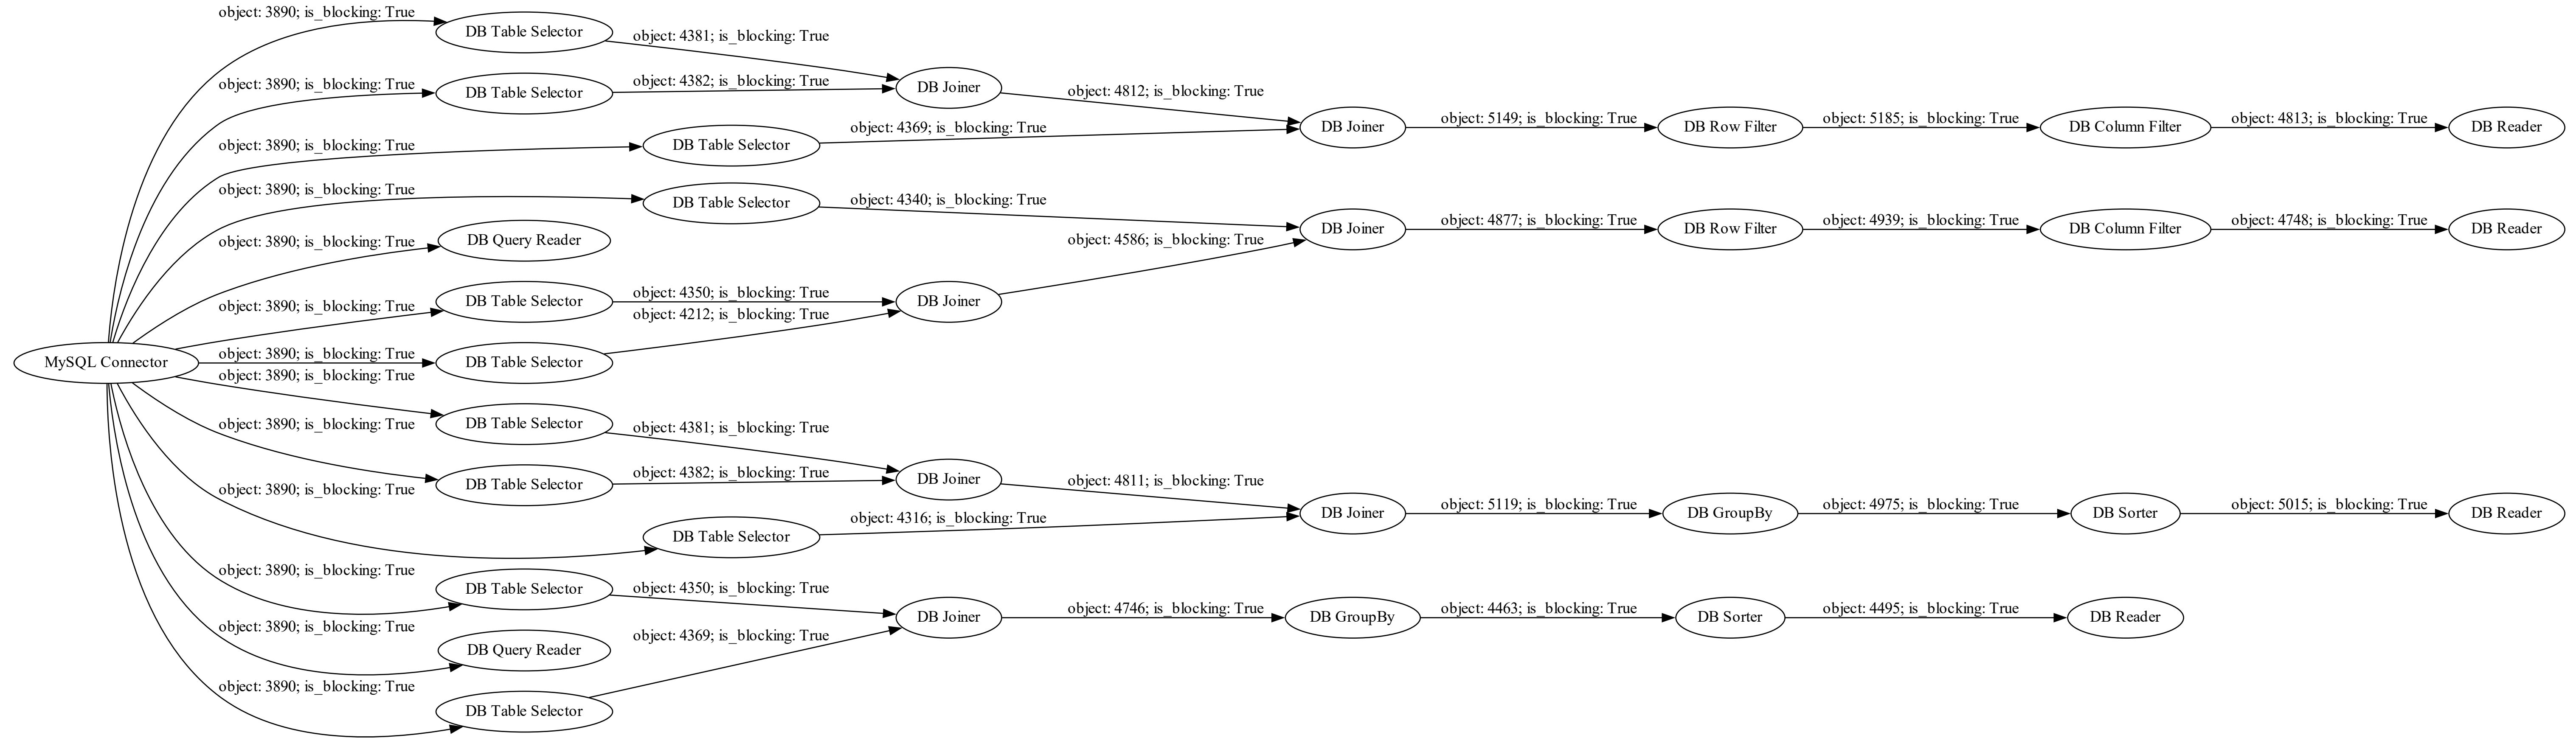 object: 3890; is_blocking: True
DB Table Selector
object: 4381; is_blocking: True
object: 3890; is_blocking: True
DB Table Selector
object: 4382; is_blocking: True
DB Joiner
object: 4812; is_blocking: True
object: 3890; is_blocking: True
DB Table Selector
object: 4369; is_blocking: True
DB Joiner
object: 5149; is_blocking: True
DB Row Filter
object: 5185; is_blocking: True
DB Column Filter
object: 4813; is_blocking: True
DB Reader
object: 3890; is_blocking: True
DB Table Selector
object: 4340; is_blocking: True
object: 3890; is_blocking: True
DB Query Reader
object: 4586; is_blocking: True
DB Joiner
object: 4877; is_blocking: True
DB Row Filter
object: 4939; is_blocking: True
DB Column Filter
object: 4748; is_blocking: True
DB Reader
object: 3890; is_blocking: True
DB Table Selector
object: 4350; is_blocking: True
DB Joiner
object: 4212; is_blocking: True
MySQL Connector
object: 3890; is_blocking: True
DB Table Selector
object: 3890; is_blocking: True
DB Table Selector
object: 4381; is_blocking: True
object: 3890; is_blocking: True
DB Table Selector
object: 4382; is_blocking: True
DB Joiner
object: 4811; is_blocking: True
object: 3890; is_blocking: True
DB Table Selector
object: 4316; is_blocking: True
DB Joiner
object: 5119; is_blocking: True
DB GroupBy
object: 4975; is_blocking: True
DB Sorter
object: 5015; is_blocking: True
DB Reader
object: 3890; is_blocking: True
DB Table Selector
object: 4350; is_blocking: True
DB Joiner
object: 4746; is_blocking: True
DB GroupBy
object: 4463; is_blocking: True
DB Sorter
object: 4495; is_blocking: True
DB Reader
object: 3890; is_blocking: True
DB Query Reader
object: 4369; is_blocking: True
object: 3890; is_blocking: True
DB Table Selector